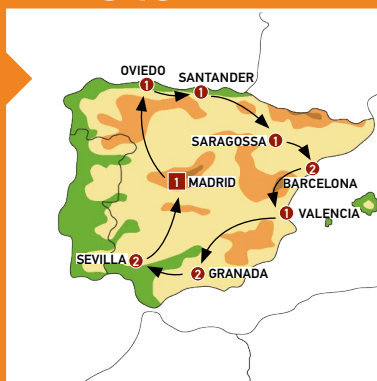 OVIEDO
1
SANTANDER
1
SARAGOSSA 1
2
BARCELONA
1 MADRID
1 VALENCIA
SEVILLA 2
2 GRANADA